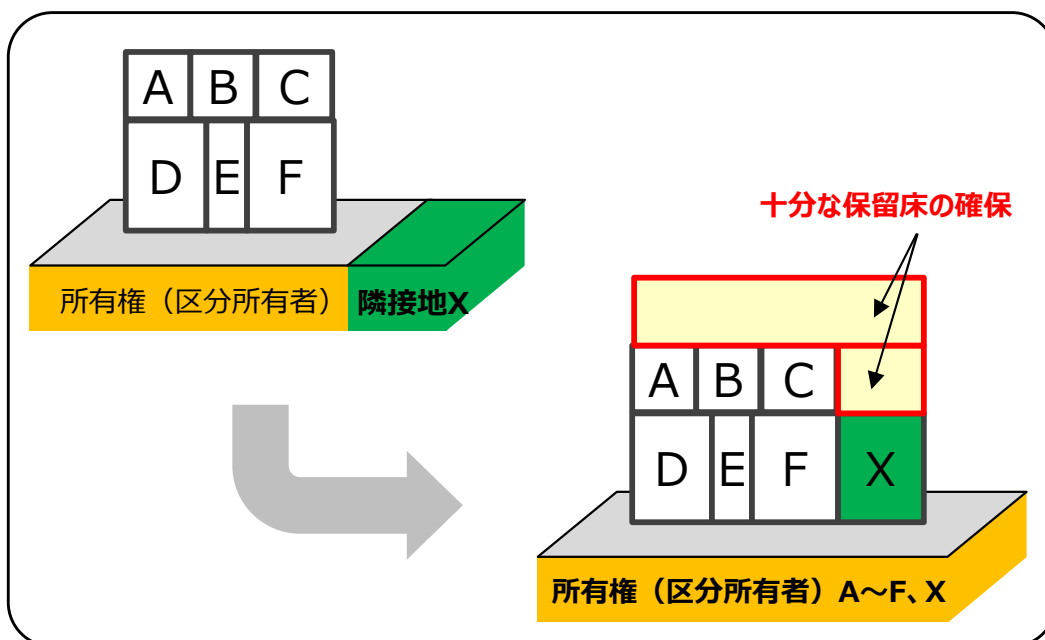 A B C
D E F
所有権（区分所有者）
隣接地X
十分な保留床の確保
A B C
D E F X
所有権（区分所有者）A～F、X